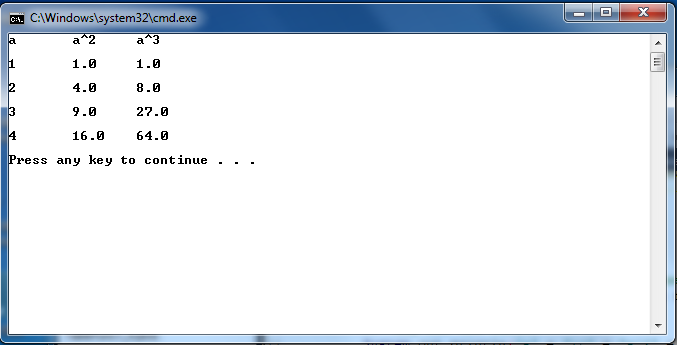 C:\Windows\system32\cmd.exe
a a^2 a^3
1 1.0 1.0
2 4.0 8.0
3 9.0 27.0
4 16.0 64.0
Press any key to continue . . .